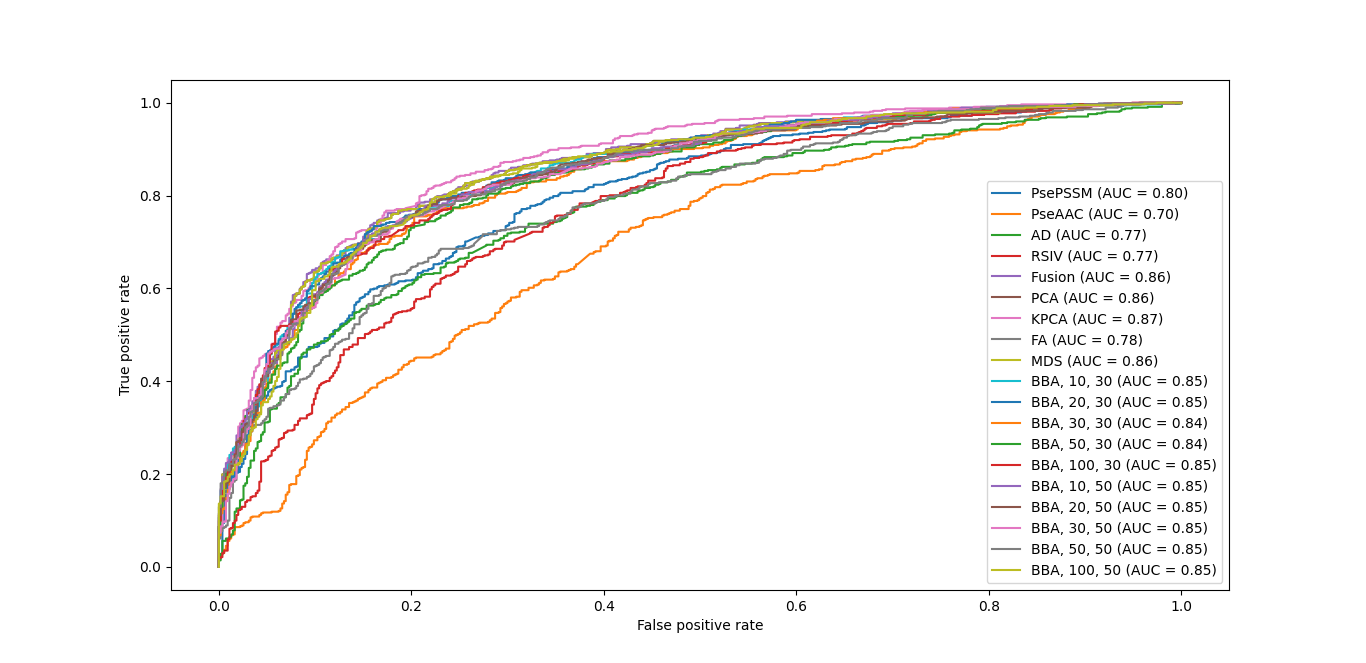 1.0
0.8
0.6
0.4
0.2
0.0
True positive rate
0.0 0.2 0.4 0.6 0.8 1.0
False positive rate
PsePSSM (AUC = 0.80)
PseAAC (AUC = 0.70)
AD (AUC = 0.77)
RSIV (AUC = 0.77)
Fusion (AUC = 0.86)
PCA (AUC = 0.86)
KPCA (AUC = 0.87)
FA (AUC = 0.78)
MDS (AUC = 0.86)
BBA, 10, 30 (AUC = 0.85)
BBA, 20, 30 (AUC = 0.85)
BBA, 30, 30 (AUC = 0.84)
BBA, 50, 30 (AUC = 0.84)
BBA, 100, 30 (AUC = 0.85)
BBA, 10, 50 (AUC = 0.85)
BBA, 20, 50 (AUC = 0.85)
BBA, 30, 50 (AUC = 0.85)
BBA, 50, 50 (AUC = 0.85)
BBA, 100, 50 (AUC = 0.85)